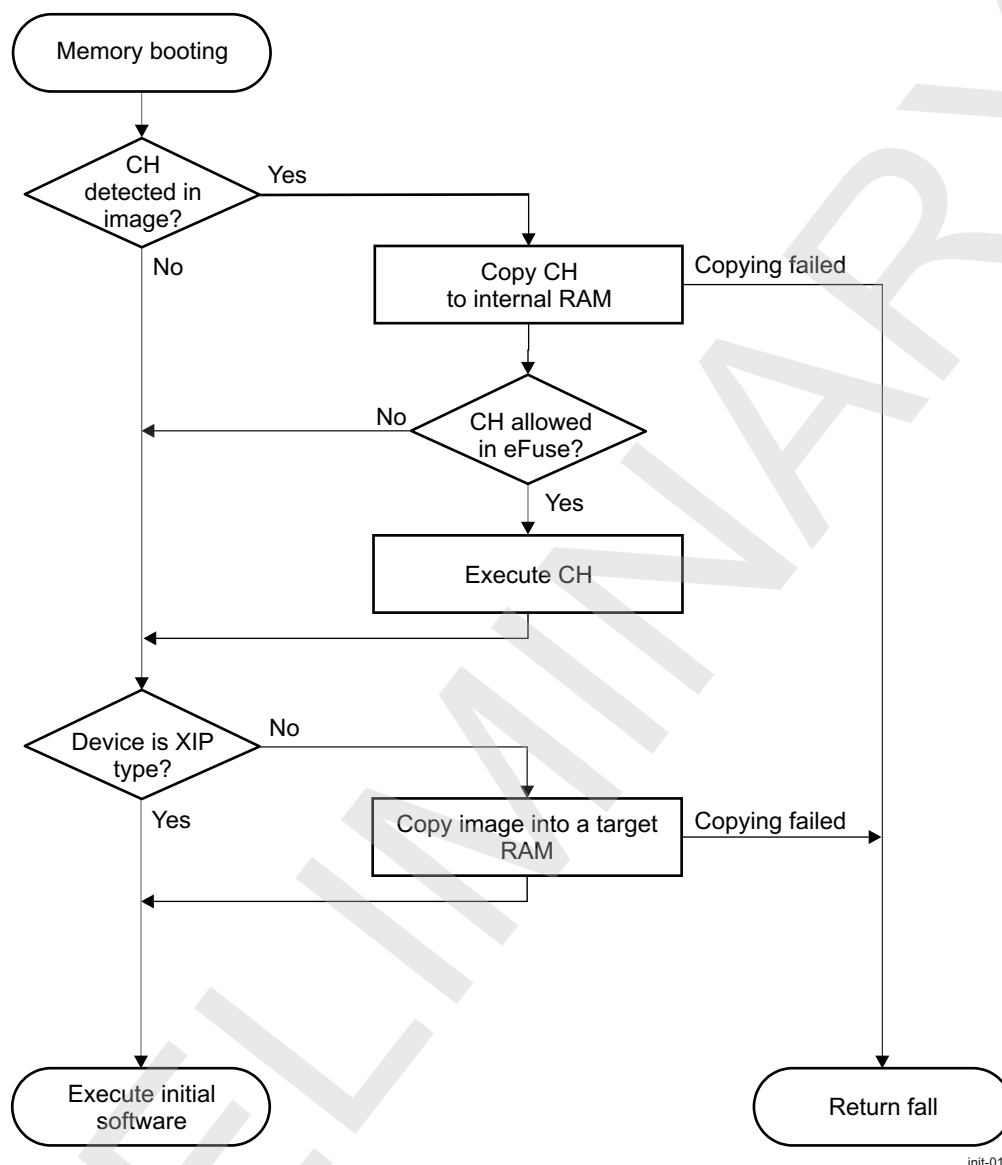 Memory booting
CH
detected in
image?
Yes
No
Copy CH
to internal RAM
Copying failed
No
CH allowed
in eFuse?
Yes
Execute CH
Device is XIP
type?
No
Yes
Copy image into a target
RAM
Copying failed
Execute initial
software
Return fall
init-01